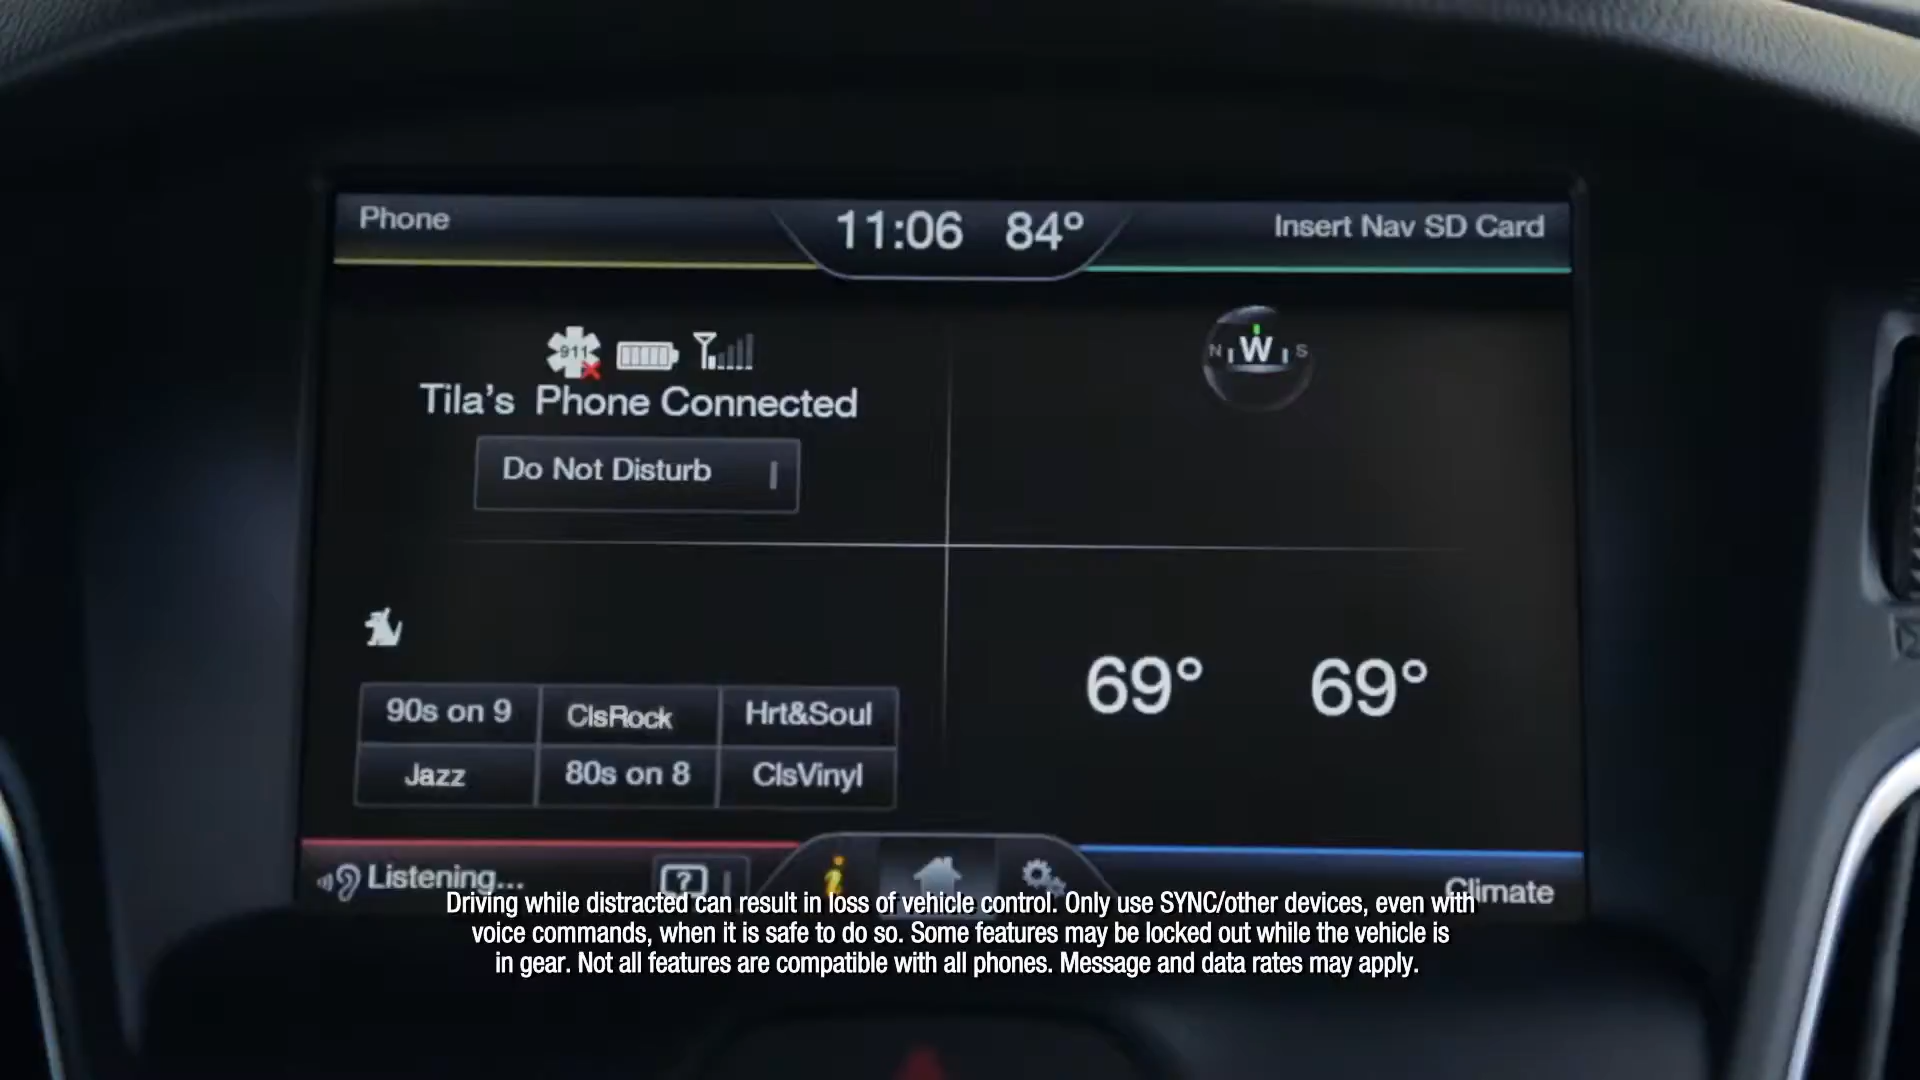 Phone
11:06 84°
Insert Nav SD Card
911
N W S
Tila's Phone Connected
Do Not Disturb
90s on 9 ClsRock Hrt&Soul
Jazz 80s on 8 ClsVinyl
69° 69°
Listening...
?
i
Climate
Driving while distracted can result in loss of vehicle control. Only use SYNC/other devices, even with
voice commands, when it is safe to do so. Some features may be locked out while the vehicle is
in gear. Not all features are compatible with all phones. Message and data rates may apply.